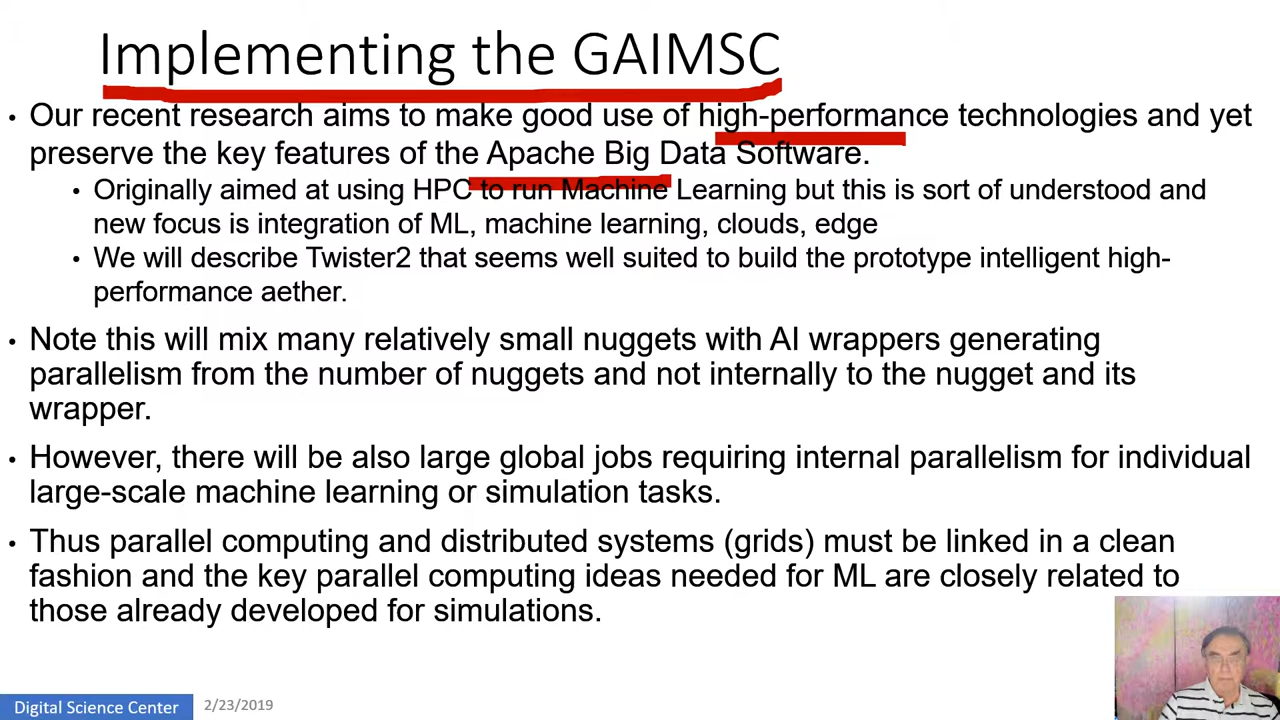 Implementing the GAIMSC
• Our recent research aims to make good use of high-performance technologies and yet
preserve the key features of the Apache Big Data Software.
• Originally aimed at using HPC to run Machine Learning but this is sort of understood and
new focus is integration of ML, machine learning, clouds, edge
• We will describe Twister2 that seems well suited to build the prototype intelligent high-
performance aether.
• Note this will mix many relatively small nuggets with AI wrappers generating
parallelism from the number of nuggets and not internally to the nugget and its
wrapper.
• However, there will be also large global jobs requiring internal parallelism for individual
large-scale machine learning or simulation tasks.
• Thus parallel computing and distributed systems (grids) must be linked in a clean
fashion and the key parallel computing ideas needed for ML are closely related to
those already developed for simulations.
Digital Science Center 2/23/2019